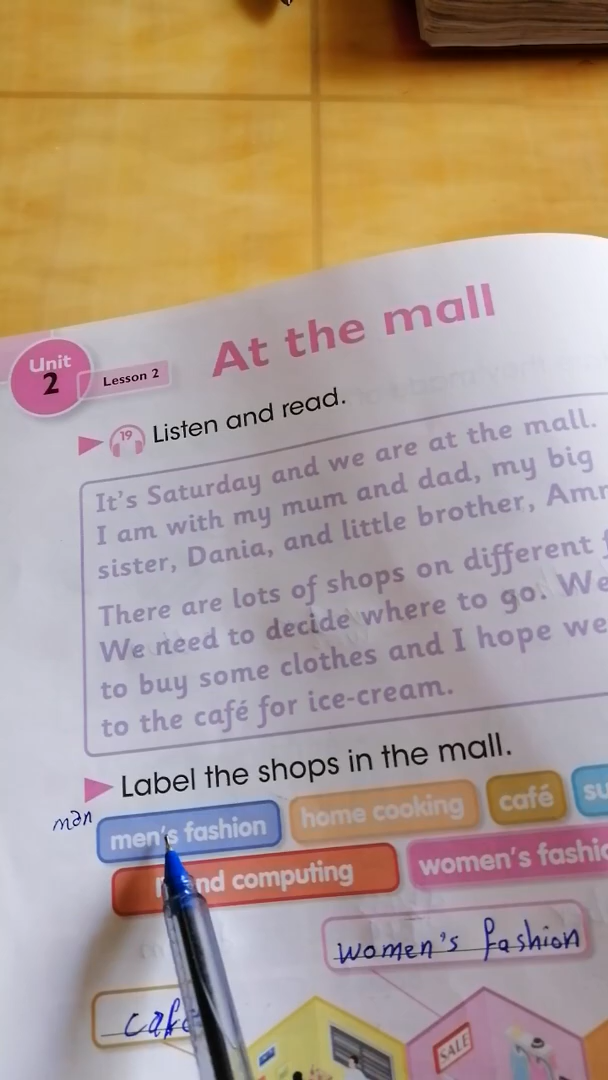 Unit
2
Lesson 2
At the mall
19
Listen and read.
It's Saturday and we are at the mall.
I am with my mum and dad, my big
sister, Dania, and little brother, Amr
There are lots of shops on different
We need to decide where to go. We
to buy some clothes and I hope we
to the café for ice-cream.
Label the shops in the mall.
man
men's fashion
home cooking
café
su
nd computing
women's fashio
women's fashion
café
SALE